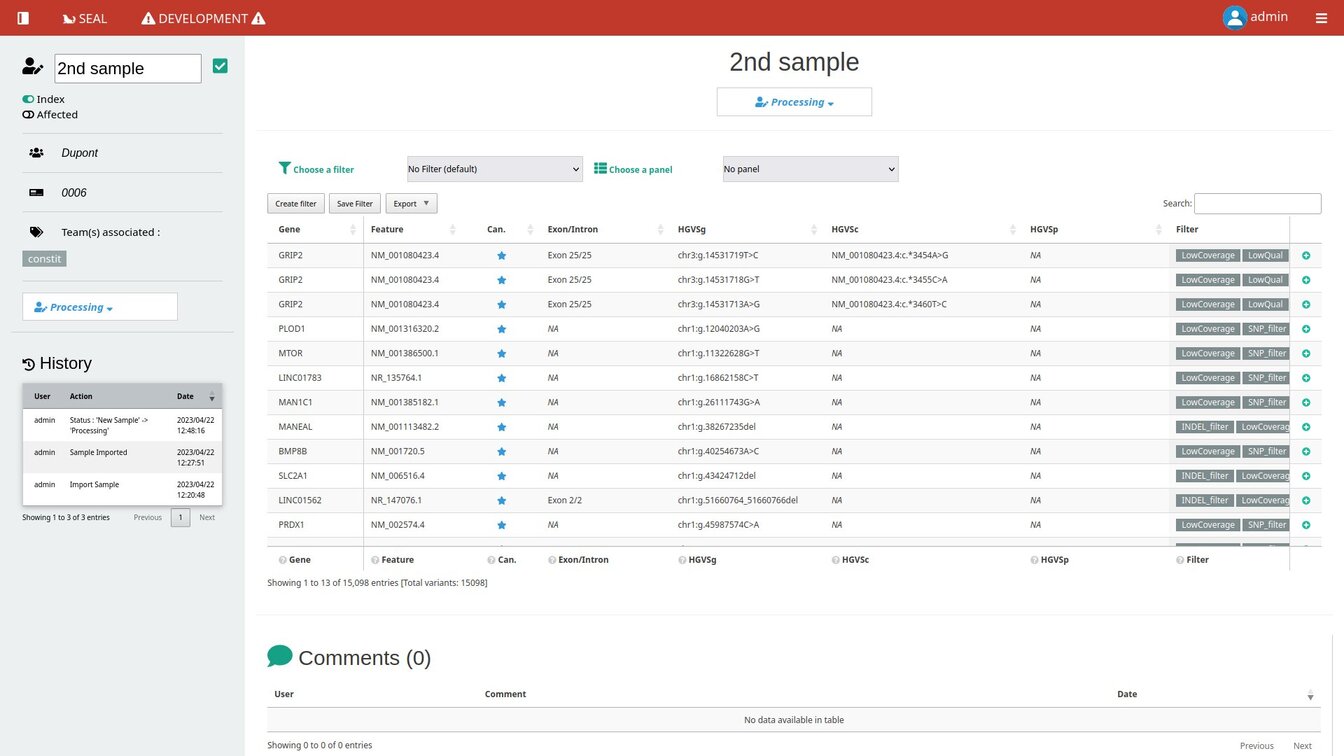 SEAL DEVELOPMENT admin
2nd sample
Index
Affected
Dupont
0006
Team(s) associated :
constit
Processing
History
User Action Date
admin Status : 'New Sample' -> 'Processing' 2023/04/22 12:48:16
admin Sample Imported 2023/04/22 12:27:51
admin Import Sample 2023/04/22 12:20:48
Showing 1 to 3 of 3 entries Previous 1 Next
2nd sample
Processing
Choose a filter No Filter (default) Choose a panel No panel
Create filter Save Filter Export Search:
Gene Feature Can. Exon/Intron HGVSg HGVSc HGVSp Filter
GRIP2 NM_001080423.4 Exon 25/25 chr3:g.14531719T>C NM_001080423.4:c.*3454A>G NA LowCoverage LowQual
GRIP2 NM_001080423.4 Exon 25/25 chr3:g.14531718G>T NM_001080423.4:c.*3455C>A NA LowCoverage LowQual
GRIP2 NM_001080423.4 Exon 25/25 chr3:g.14531713A>G NM_001080423.4:c.*3460T>C NA LowCoverage LowQual
PLOD1 NM_001316320.2 NA chr1:g.12040203A>G NA NA LowCoverage SNP_filter
MTOR NM_001386500.1 NA chr1:g.11322628G>T NA NA LowCoverage SNP_filter
LINC01783 NR_135764.1 NA chr1:g.16862158C>T NA NA LowCoverage SNP_filter
MAN1C1 NM_001385182.1 NA chr1:g.26111743G>A NA NA LowCoverage SNP_filter
MANEAL NM_001113482.2 NA chr1:g.38267235del NA NA INDEL_filter LowCoverag
BMP8B NM_001720.5 NA chr1:g.40254673A>C NA NA LowCoverage SNP_filter
SLC2A1 NM_006516.4 NA chr1:g.43424712del NA NA INDEL_filter LowCoverag
LINC01562 NR_147076.1 Exon 2/2 chr1:g.51660764_51660766del NA NA INDEL_filter LowCoverag
PRDX1 NM_002574.4 NA chr1:g.45987574C>A NA NA LowCoverage SNP_filter
Gene Feature Can. Exon/Intron HGVSg HGVSc HGVSp Filter
Showing 1 to 13 of 15,098 entries [Total variants: 15098]
Comments (0)
User Comment Date
No data available in table
Showing 0 to 0 of 0 entries Previous Next